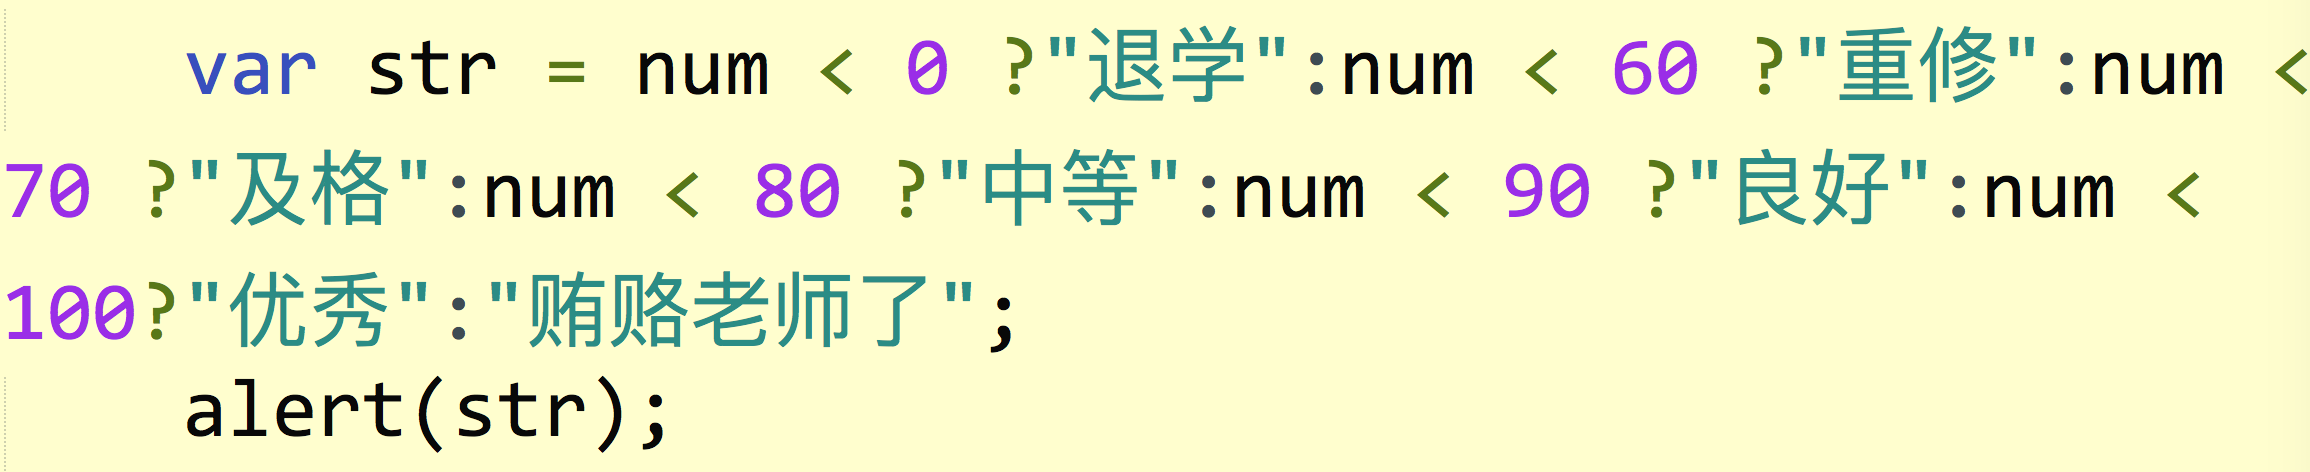 var str = num < 0 ?"退学":num < 60 ?"重修":num <
70 ?"及格":num < 80 ?"中等":num < 90 ?"良好":num <
100?"优秀":"贿赂老师了";
alert(str);